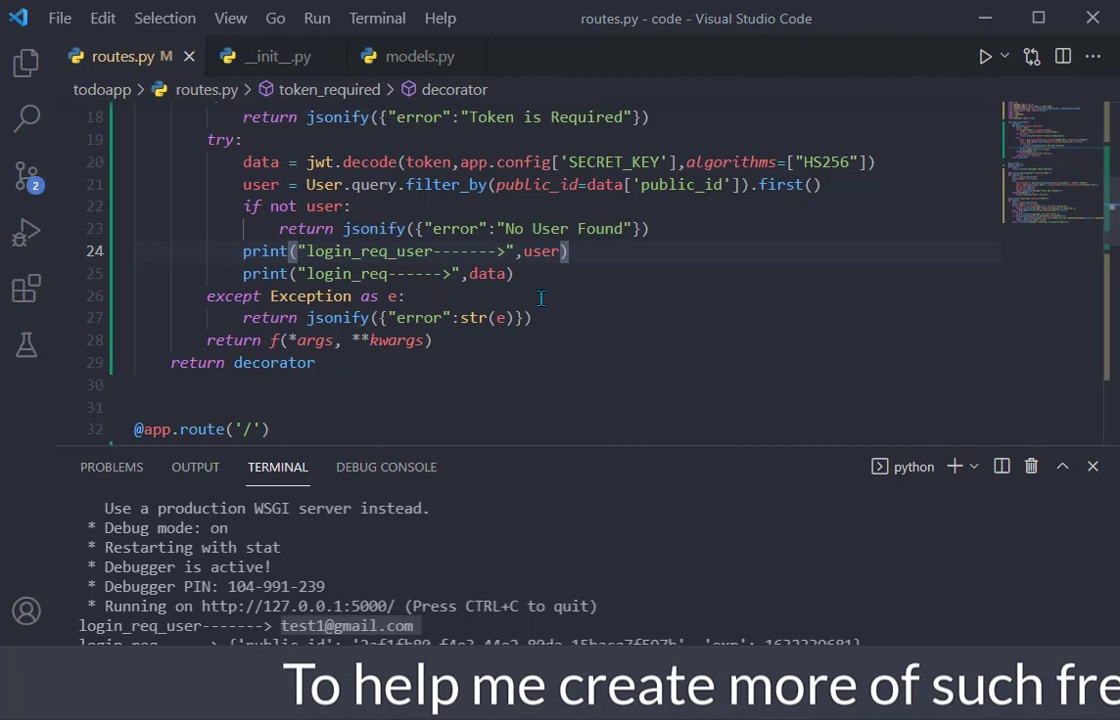 File Edit Selection View Go Run Terminal Help routes.py - code - Visual Studio Code
routes.py M __init__.py models.py
todoapp > routes.py > token_required > decorator
18 return jsonify({"error":"Token is Required"})
19 try:
20 data = jwt.decode(token,app.config['SECRET_KEY'],algorithms=["HS256"])
21 user = User.query.filter_by(public_id=data['public_id']).first()
22 if not user:
23 return jsonify({"error":"No User Found"})
24 print("login_req_user------->",user)
25 print("login_req------>",data)
26 except Exception as e:
27 return jsonify({"error":str(e)})
28 return f(*args, **kwargs)
29 return decorator
30
31
32 @app.route('/')
2
PROBLEMS OUTPUT TERMINAL DEBUG CONSOLE python
Use a production WSGI server instead.
* Debug mode: on
* Restarting with stat
* Debugger is active!
* Debugger PIN: 104-991-239
* Running on http://127.0.0.1:5000/ (Press CTRL+C to quit)
login_req_user-------> test1@gmail.com
To help me create more of such fre